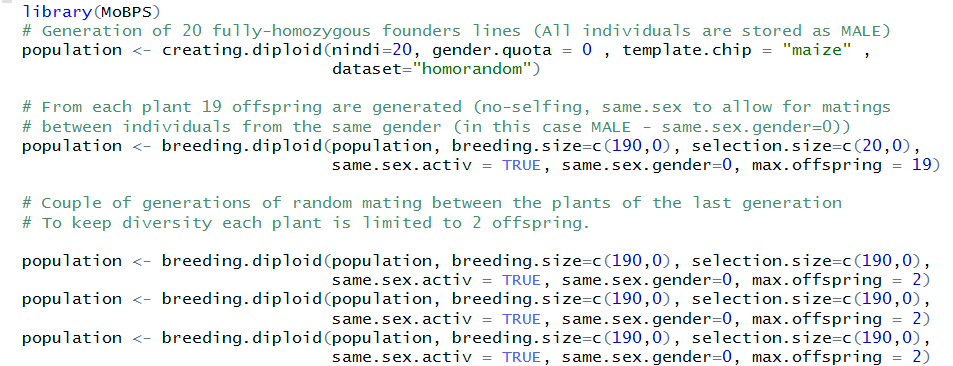 library(MoBPS)
# Generation of 20 fully-homozygous founders lines (All individuals are stored as MALE)
population <- creating.diploid(nindi=20, gender.quota = 0 , template.chip = "maize" ,
dataset="homorandom")
# From each plant 19 offspring are generated (no-selfing, same.sex to allow for matings
# between individuals from the same gender (in this case MALE - same.sex.gender=0))
population <- breeding.diploid(population, breeding.size=c(190,0), selection.size=c(20,0),
same.sex.activ = TRUE, same.sex.gender=0, max.offspring = 19)
# Couple of generations of random mating between the plants of the last generation
# To keep diversity each plant is limited to 2 offspring.
population <- breeding.diploid(population, breeding.size=c(190,0), selection.size=c(190,0),
same.sex.activ = TRUE, same.sex.gender=0, max.offspring = 2)
population <- breeding.diploid(population, breeding.size=c(190,0), selection.size=c(190,0),
same.sex.activ = TRUE, same.sex.gender=0, max.offspring = 2)
population <- breeding.diploid(population, breeding.size=c(190,0), selection.size=c(190,0),
same.sex.activ = TRUE, same.sex.gender=0, max.offspring = 2)